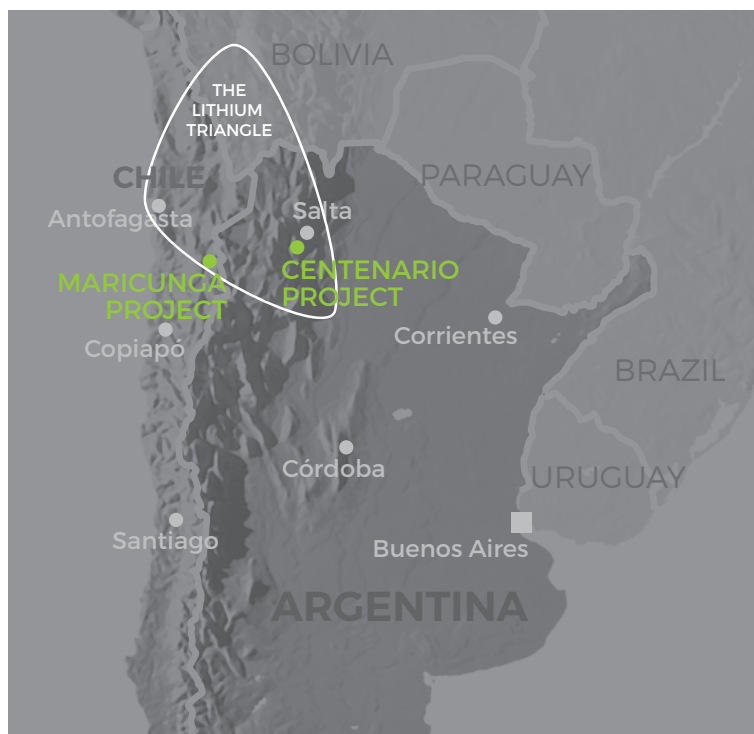 BOLIVIA
THE
LITHIUM
TRIANGLE
CHILE
PARAGUAY
Antofagasta
Salta
MARICUNGA
PROJECT
CENTENARIO
PROJECT
Copiapó
Corrientes
BRAZIL
Córdoba
URUGUAY
Santiago
Buenos Aires
ARGENTINA